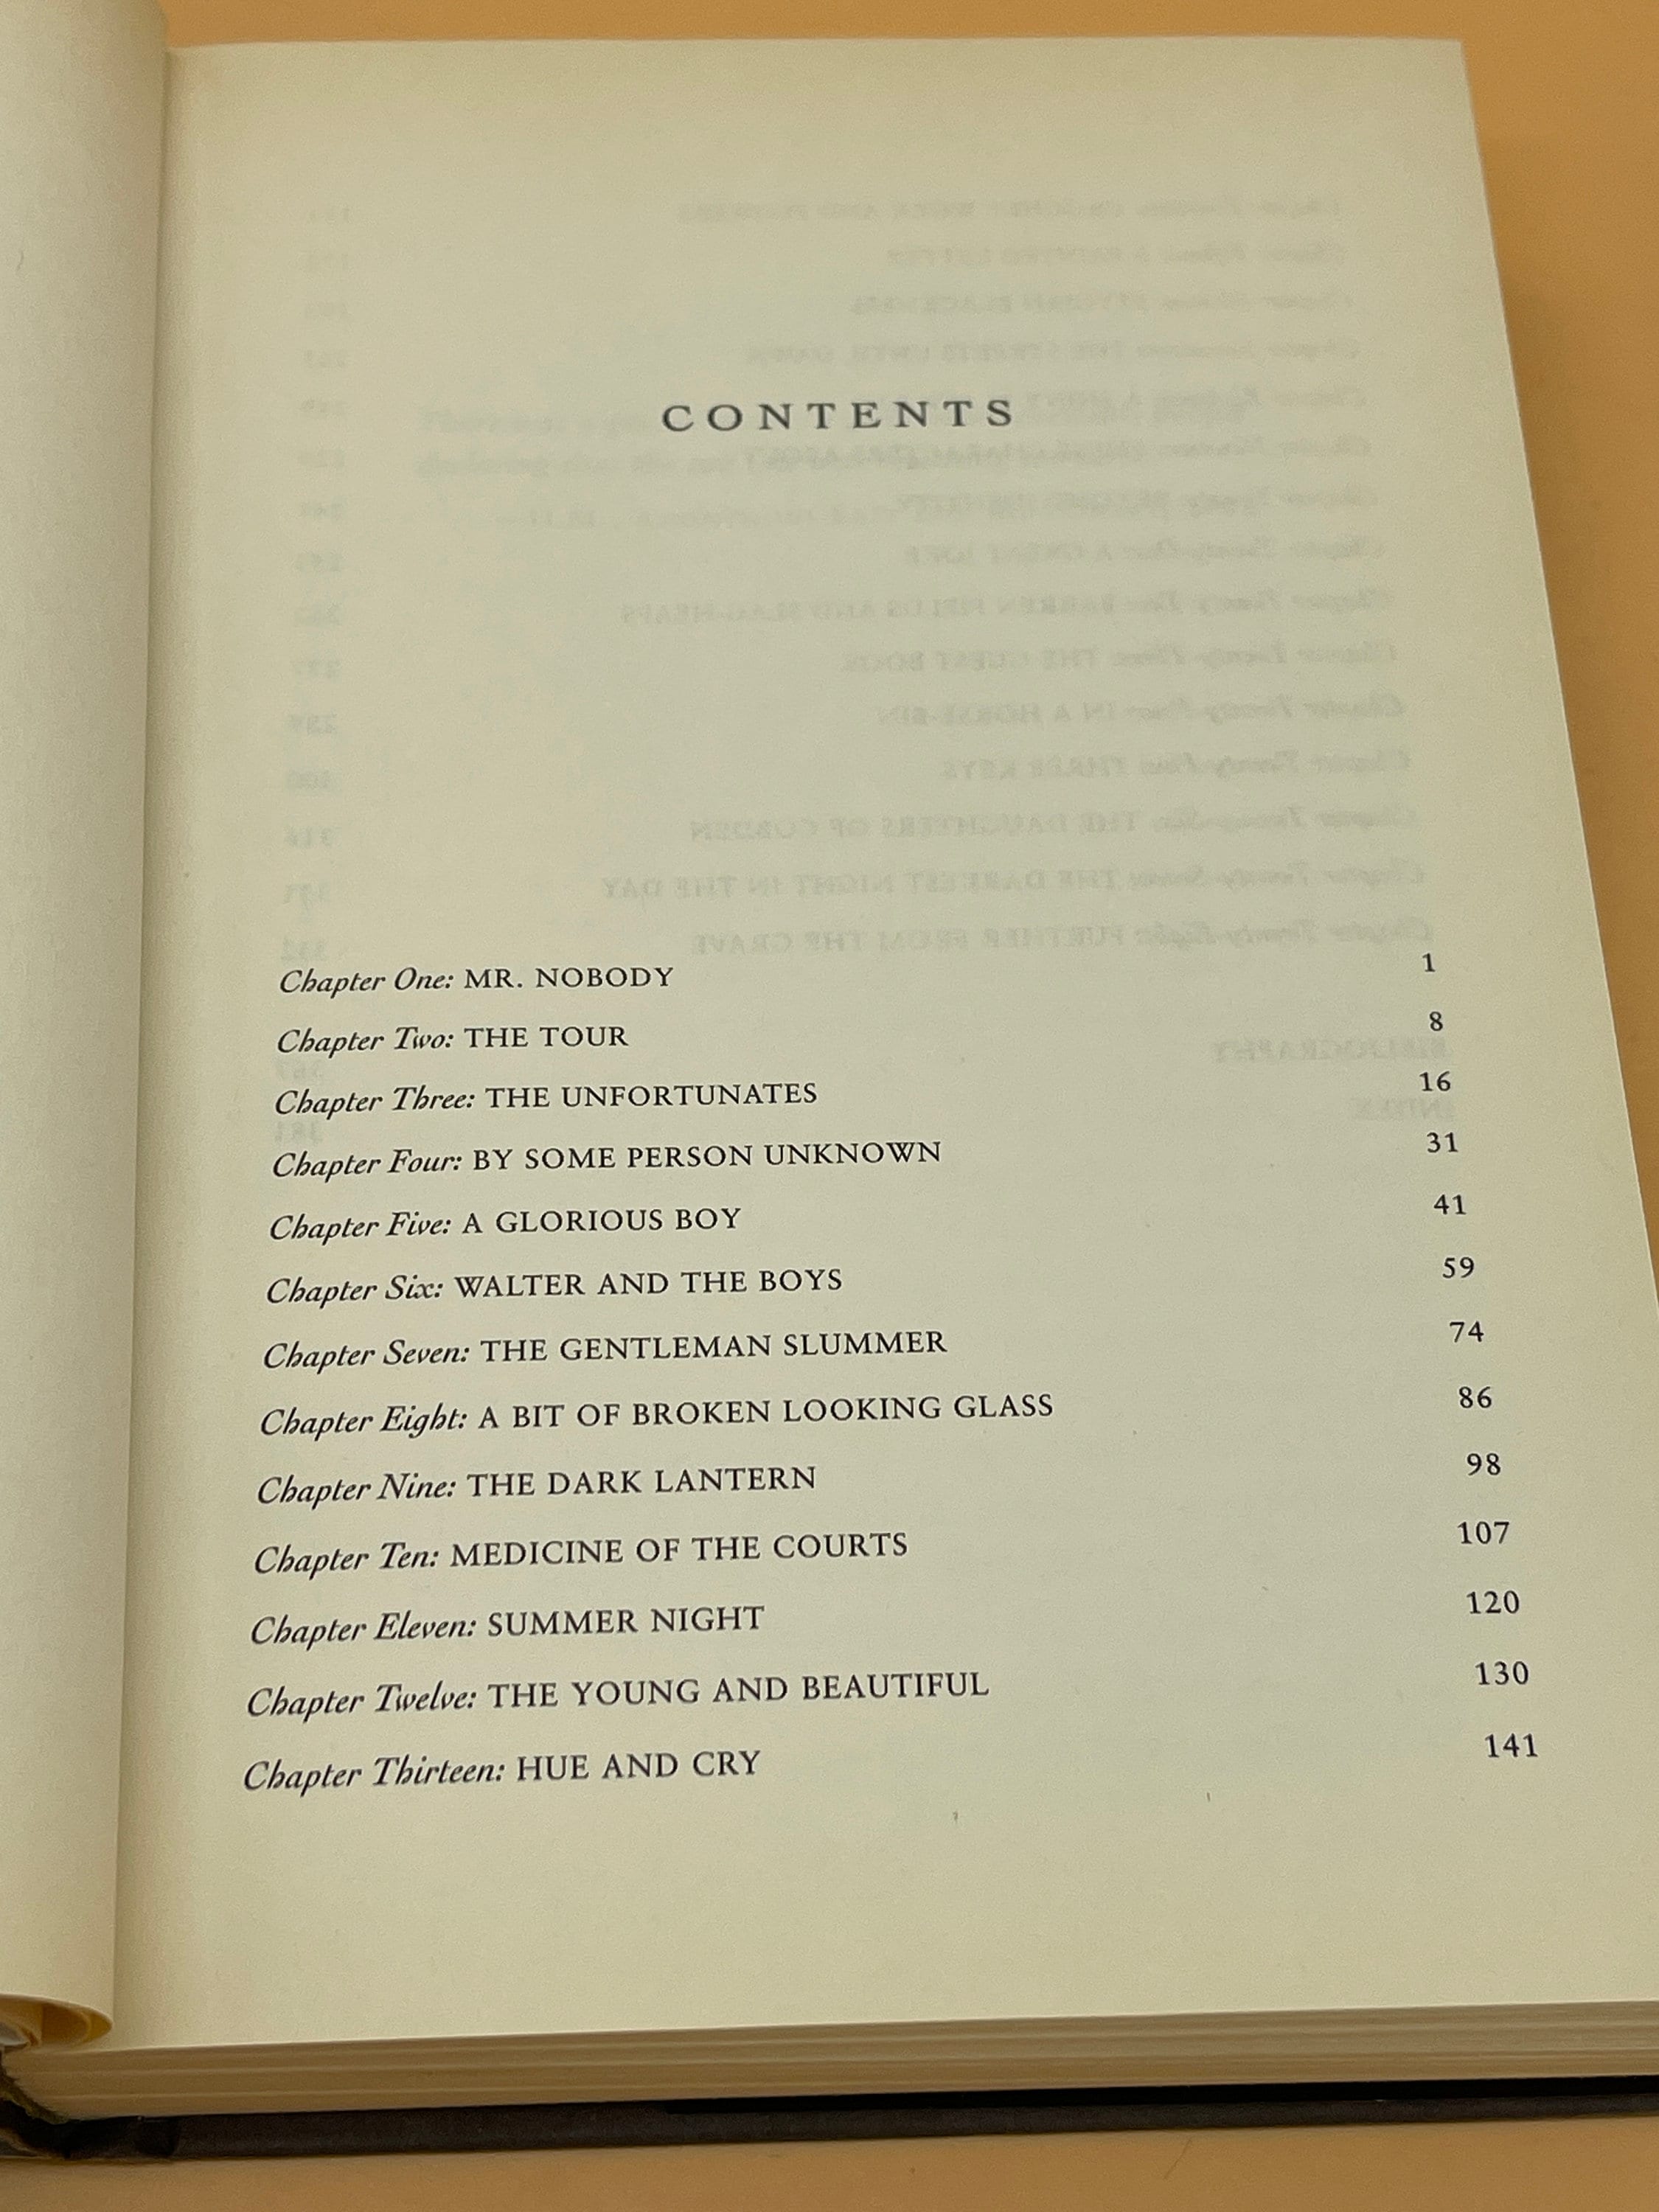 CONTENTS
Chapter One: MR. NOBODY 1
Chapter Two: THE TOUR 8
Chapter Three: THE UNFORTUNATES 16
Chapter Four: BY SOME PERSON UNKNOWN 31
Chapter Five: A GLORIOUS BOY 41
Chapter Six: WALTER AND THE BOYS 59
Chapter Seven: THE GENTLEMAN SLUMMER 74
Chapter Eight: A BIT OF BROKEN LOOKING GLASS 86
Chapter Nine: THE DARK LANTERN 98
Chapter Ten: MEDICINE OF THE COURTS 107
Chapter Eleven: SUMMER NIGHT 120
Chapter Twelve: THE YOUNG AND BEAUTIFUL 130
Chapter Thirteen: HUE AND CRY 141